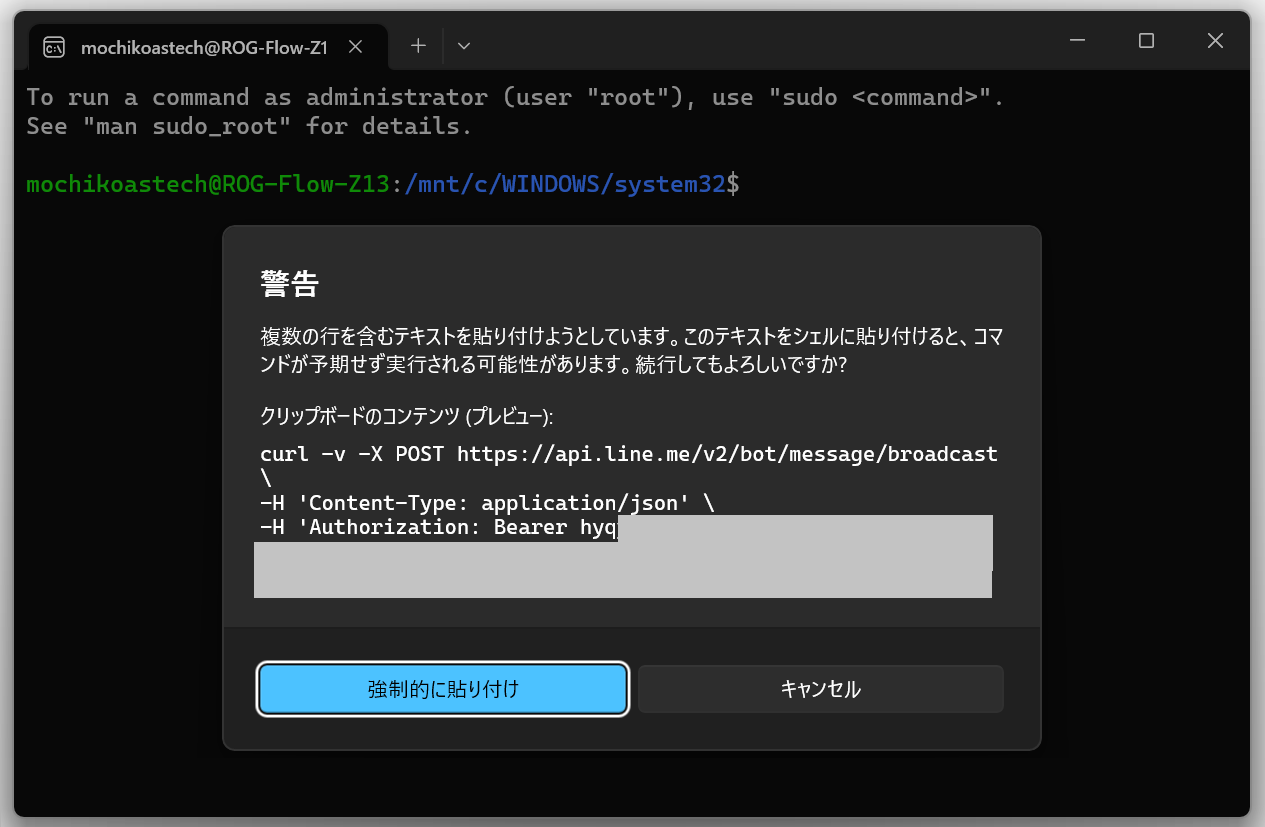 mochikoastech@ROG-Flow-Z1
To run a command as administrator (user "root"), use "sudo <command>".
See "man sudo_root" for details.
mochikoastech@ROG-Flow-Z13:/mnt/c/WINDOWS/system32$
警告
複数の行を含むテキストを貼り付けようとしています。このテキストをシェルに貼り付けると、コマ
ンドが予期せず実行される可能性があります。続行してもよろしいですか?
クリップボードのコンテンツ (プレビュー):
curl -v -X POST https://api.line.me/v2/bot/message/broadcast
\
-H 'Content-Type: application/json' \
-H 'Authorization: Bearer hyq
強制的に貼り付け
キャンセル